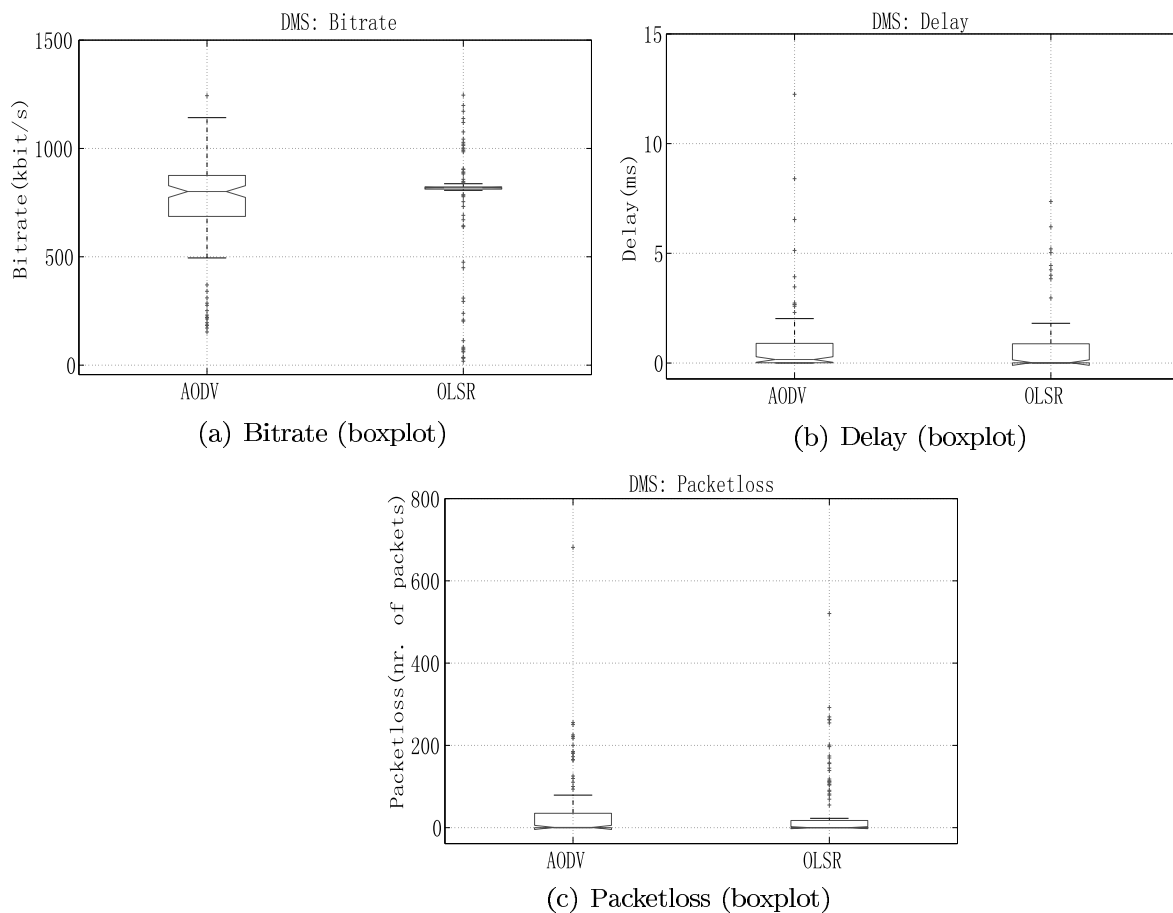 DMS: Bitrate
1500
1000
500
0
Bitrate(kbit/s)
AODV
OLSR
(a) Bitrate (boxplot)
DMS: Delay
15
10
5
0
Delay(ms)
AODV
OLSR
(b) Delay (boxplot)
DMS: Packetloss
800
600
400
200
0
Packetloss(nr. of packets)
AODV
OLSR
(c) Packetloss (boxplot)